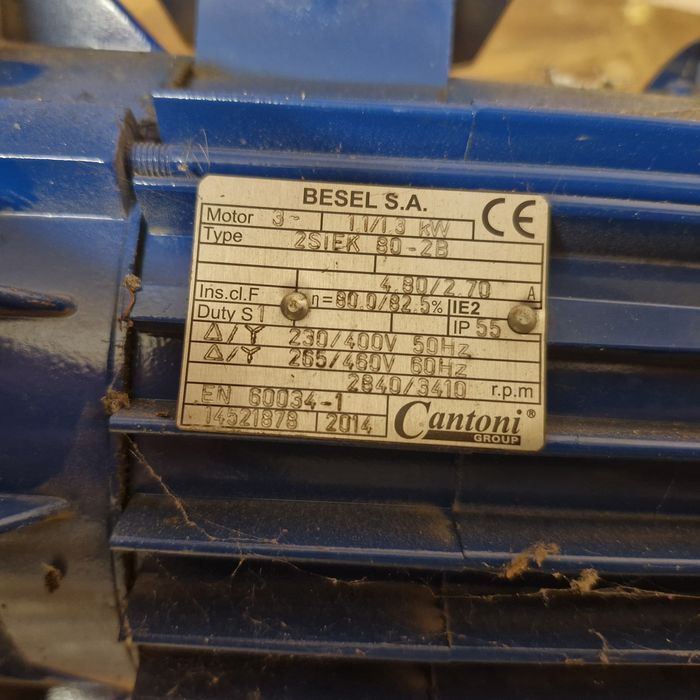 BESEL S.A.
Motor 3~ 1.1/1.3 kW CE
Type 2SIEK 80-2B
4.80/2.70 A
Ins.cl.F η=80.0/82.5% IE2
Duty S1 IP 55
Δ/Y 230/400V 50Hz
Δ/Y 265/460V 60Hz
2840/3410 r.p.m
EN 60034-1
14521878 2014 Cantoni®
GROUP